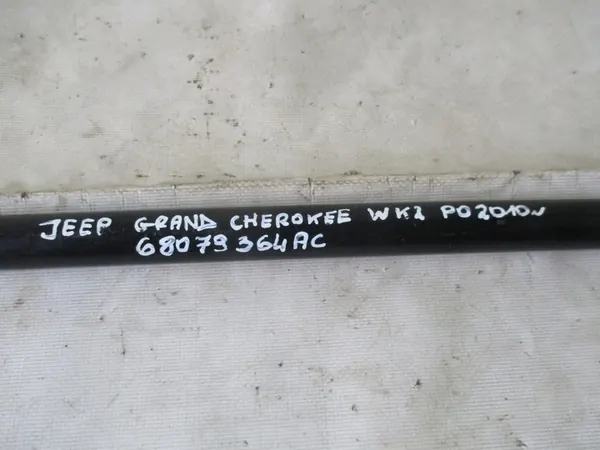 JEEP GRAND CHEROKEE WK2 PO 2010r
68079364AC